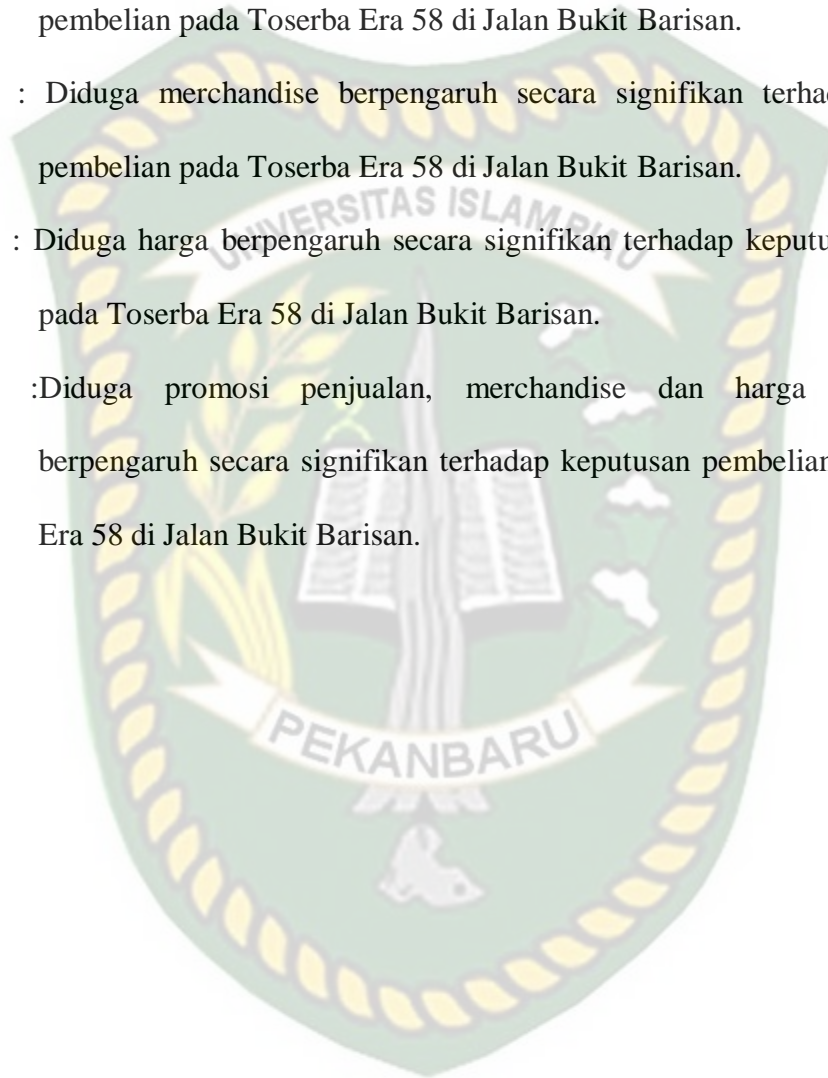 pembelian pada Toserba Era 58 di Jalan Bukit Barisan.
: Diduga merchandise berpengaruh secara signifikan
pembelian pada Toserba Era 58 di Jalan Bukit Barisan.
UNIVERSITAS ISLAM RIAU
: Diduga harga berpengaruh secara signifikan terhadap
pada Toserba Era 58 di Jalan Bukit Barisan.
:Diduga promosi penjualan, merchandise dan harga
berpengaruh secara signifikan terhadap keputusan pembelian
Era 58 di Jalan Bukit Barisan.
PEKANBARU